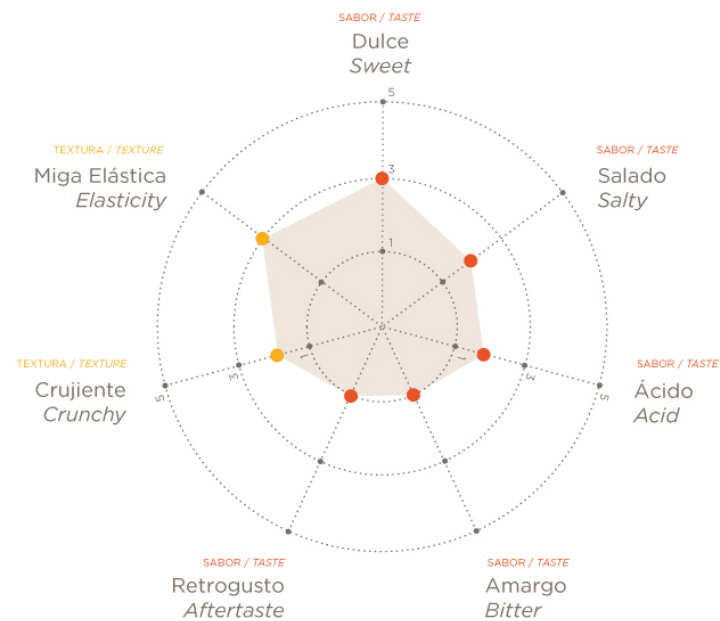 SABOR / TASTE
Dulce
Sweet
5
3
1
0
TEXTURA / TEXTURE
Miga Elástica
Elasticity
SABOR / TASTE
Salado
Salty
TEXTURA / TEXTURE
Crujiente
Crunchy
5
3
1
1
3
5
SABOR / TASTE
Ácido
Acid
SABOR / TASTE
Retrogusto
Aftertaste
SABOR / TASTE
Amargo
Bitter